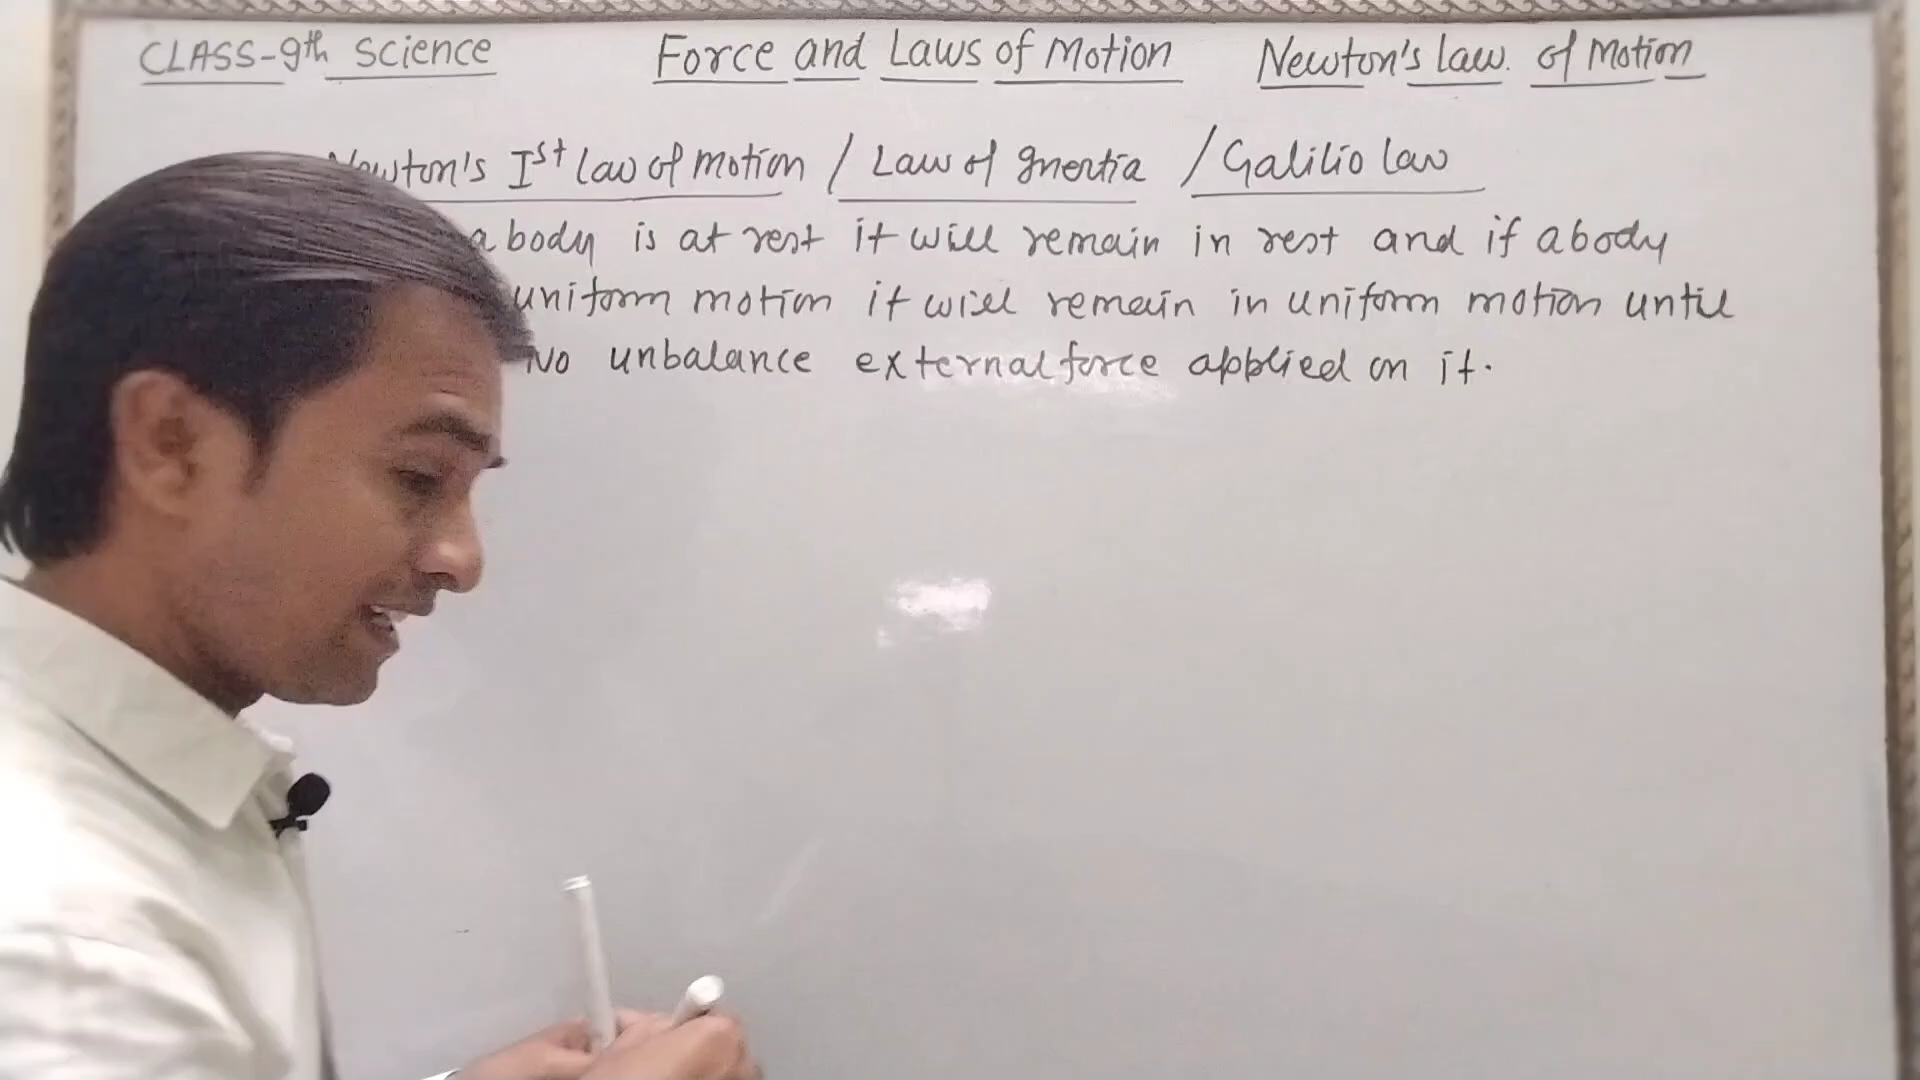 CLASS-9th Science Force and Laws of Motion Newton's law. of Motion
Newton's Ist law of motion / Law of Inertia / Galilio law
a body is at rest it will remain in rest and if a body
uniform motion it will remain in uniform motion until
No unbalance external force applied on it.